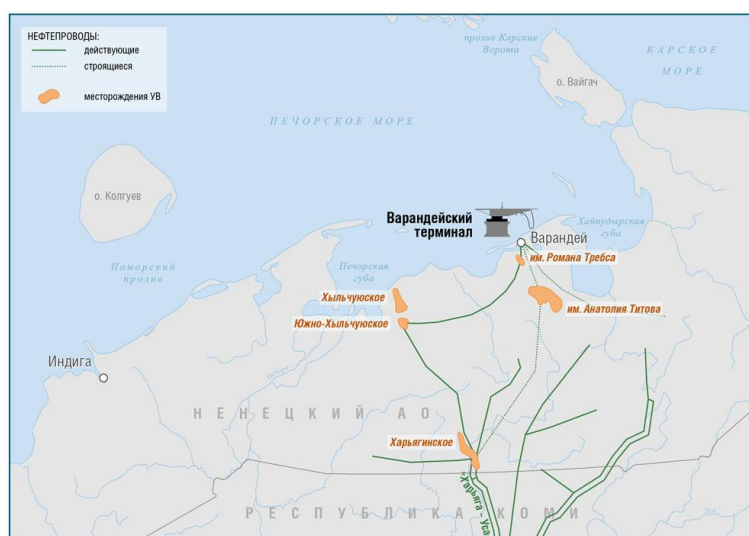 НЕФТЕПРОВОДЫ:
действующие
строящиеся
месторождения УВ
пролив Карские
Ворота
КАРСКОЕ
МОРЕ
о. Вайгач
ПЕЧОРСКОЕ МОРЕ
о. Колгуев
Варандейский
терминал
Хайпудырская
губа
Варандей
им. Романа Требса
Поморский
пролив
Печорская
губа
Хыльчуюское
им. Анатолия Титова
Южно-Хыльчуюское
Индига
НЕНЕЦКИЙ АО
Харьягинское
Харьяга - Уса
РЕСПУБЛИКА КОМИ